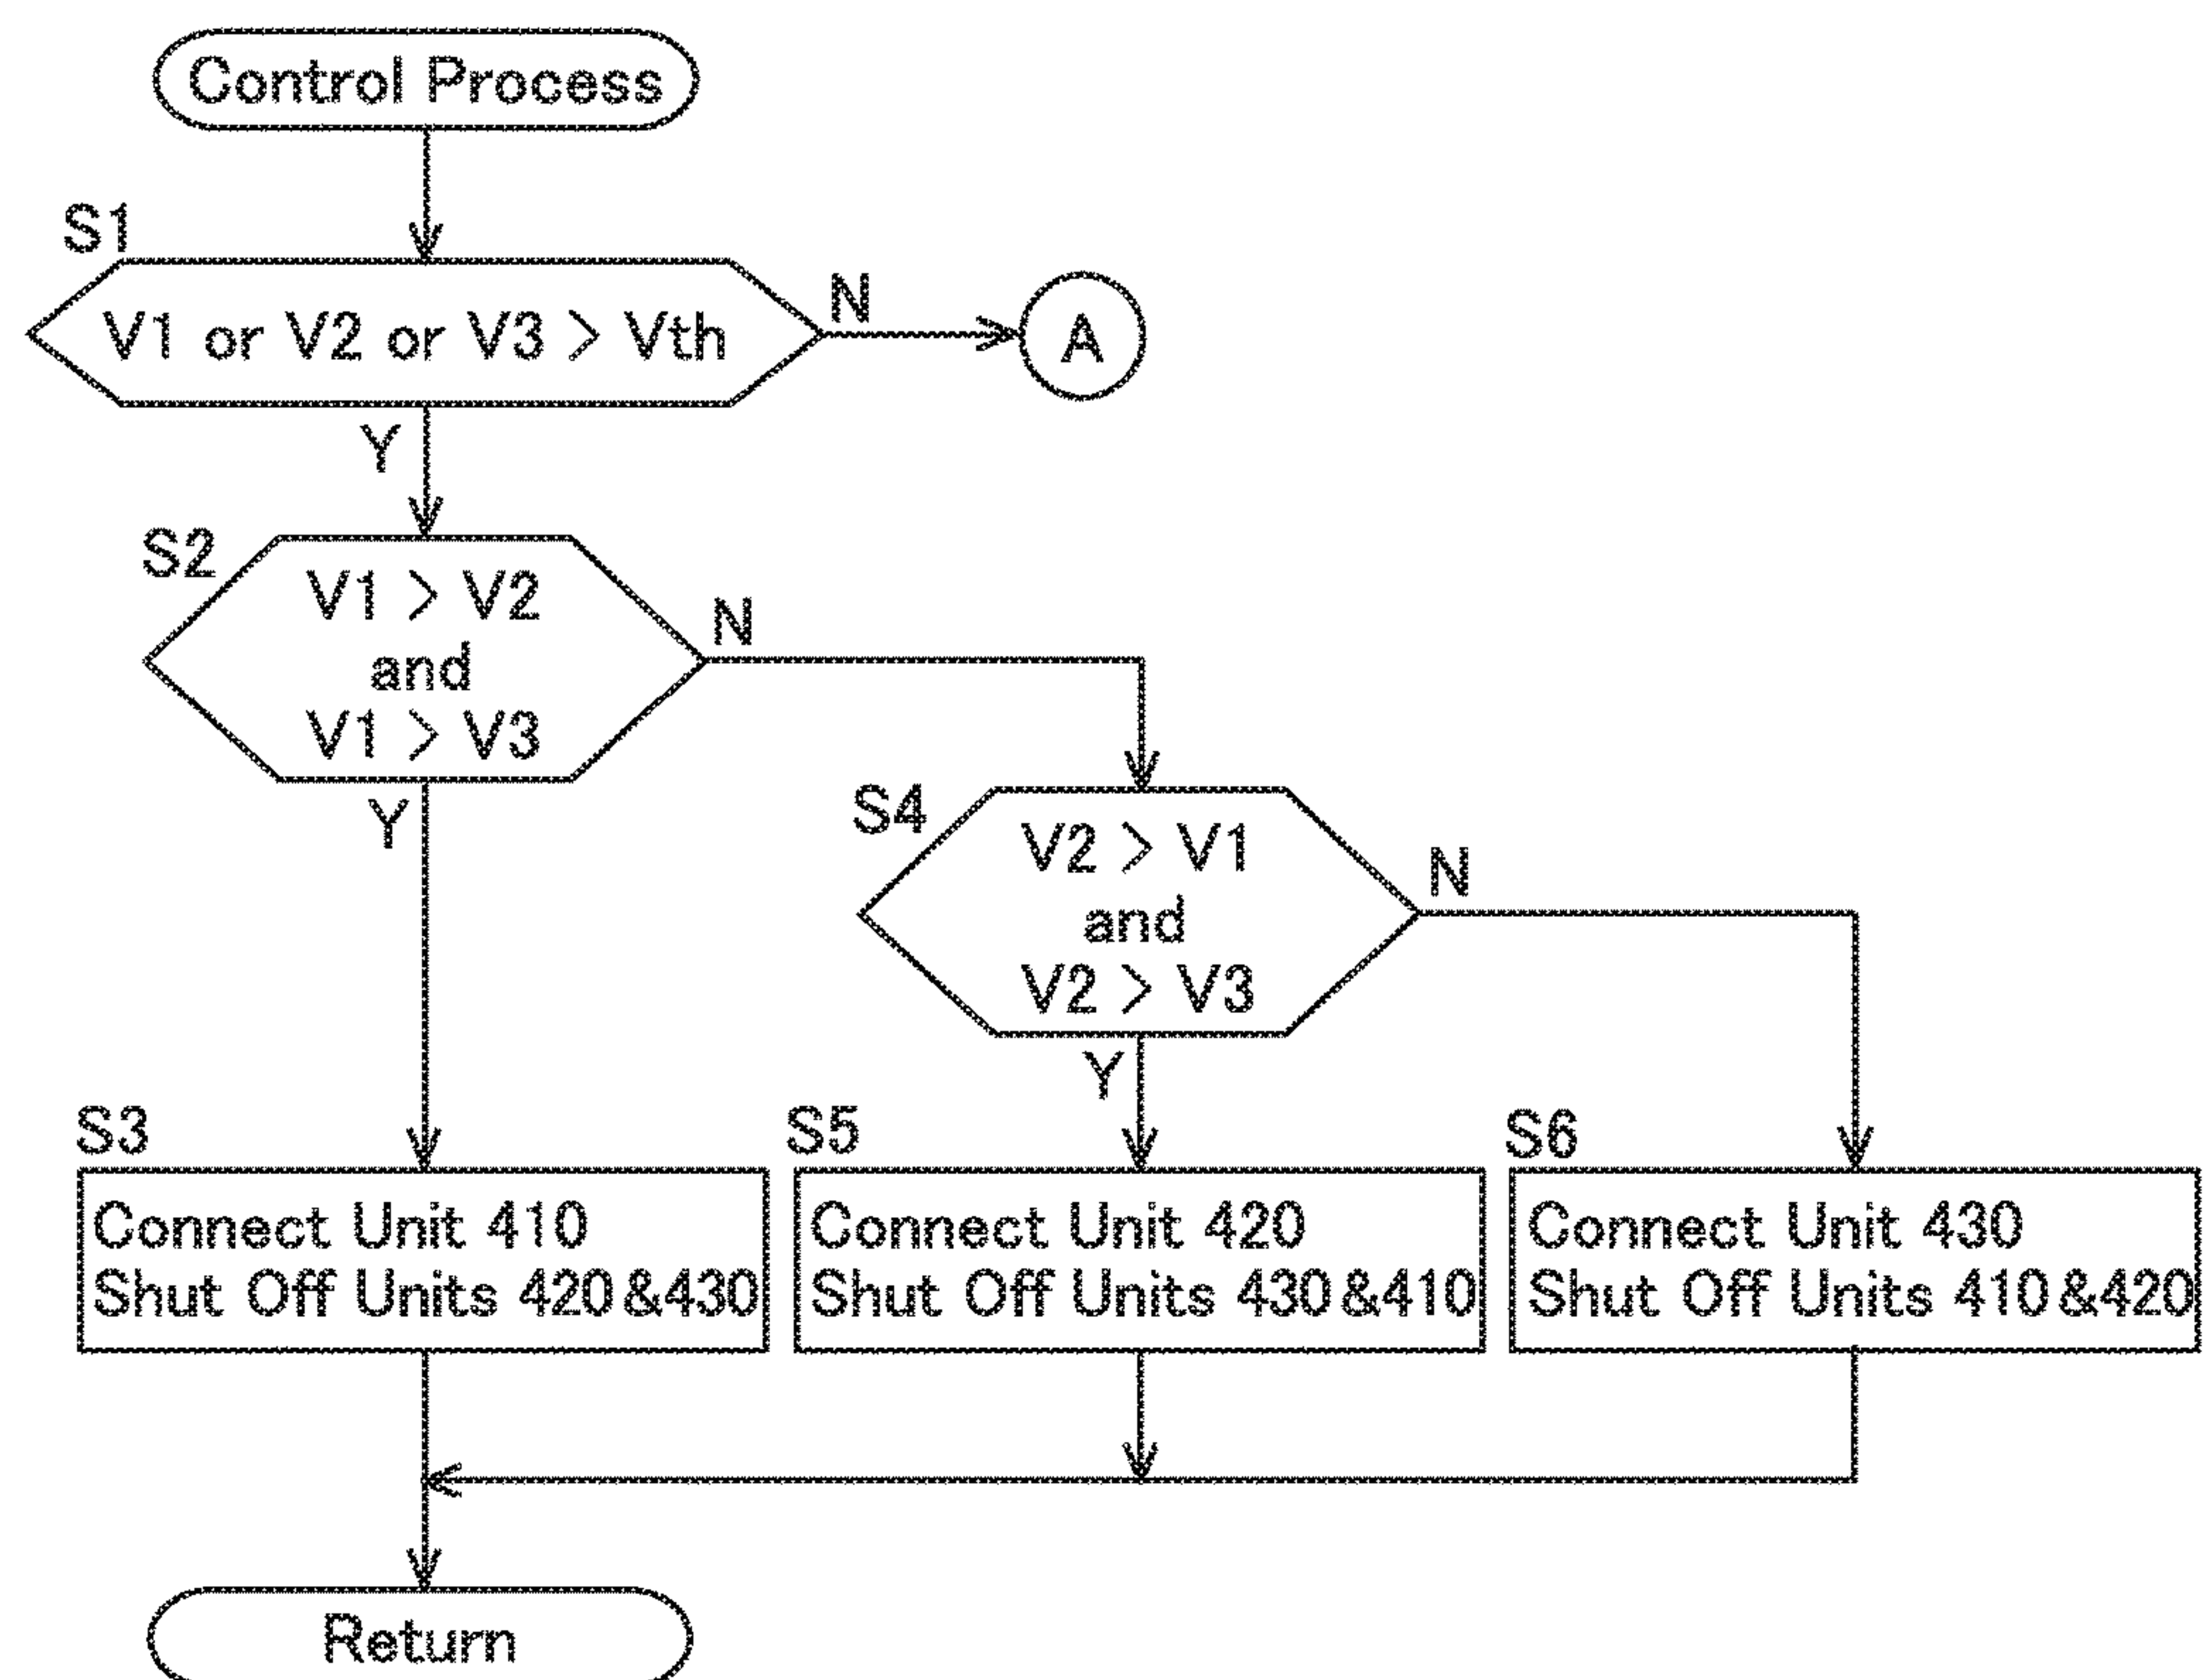 Control Process
S1
V1 or V2 or V3 > Vth
N
A
Y
S2
V1 > V2
and
V1 > V3
N
Y
S4
V2 > V1
and
V2 > V3
N
Y
S3
Connect Unit 410
Shut Off Units 420&430
S5
Connect Unit 420
Shut Off Units 430&410
S6
Connect Unit 430
Shut Off Units 410&420
Return